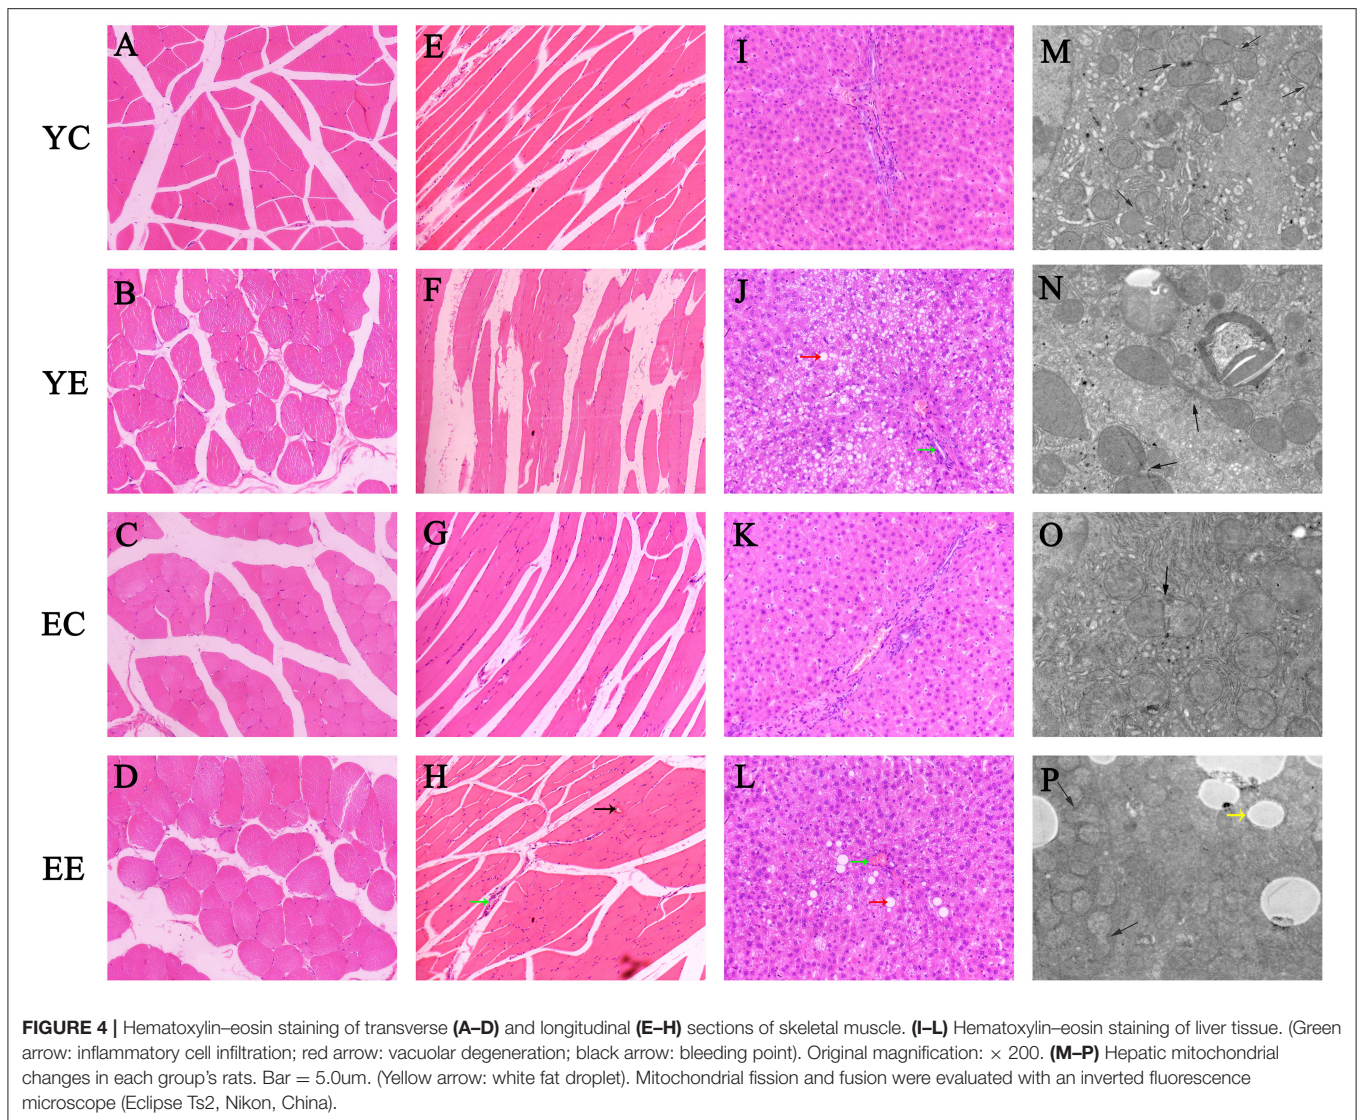 A E I M
YC
B F J N
YE
C G K O
EC
D H L P
EE
FIGURE 4 | Hematoxylin–eosin staining of transverse (A–D) and longitudinal (E–H) sections of skeletal muscle. (I–L) Hematoxylin–eosin staining of liver tissue. (Green
arrow: inflammatory cell infiltration; red arrow: vacuolar degeneration; black arrow: bleeding point). Original magnification: × 200. (M–P) Hepatic mitochondrial
changes in each group's rats. Bar = 5.0um. (Yellow arrow: white fat droplet). Mitochondrial fission and fusion were evaluated with an inverted fluorescence
microscope (Eclipse Ts2, Nikon, China).